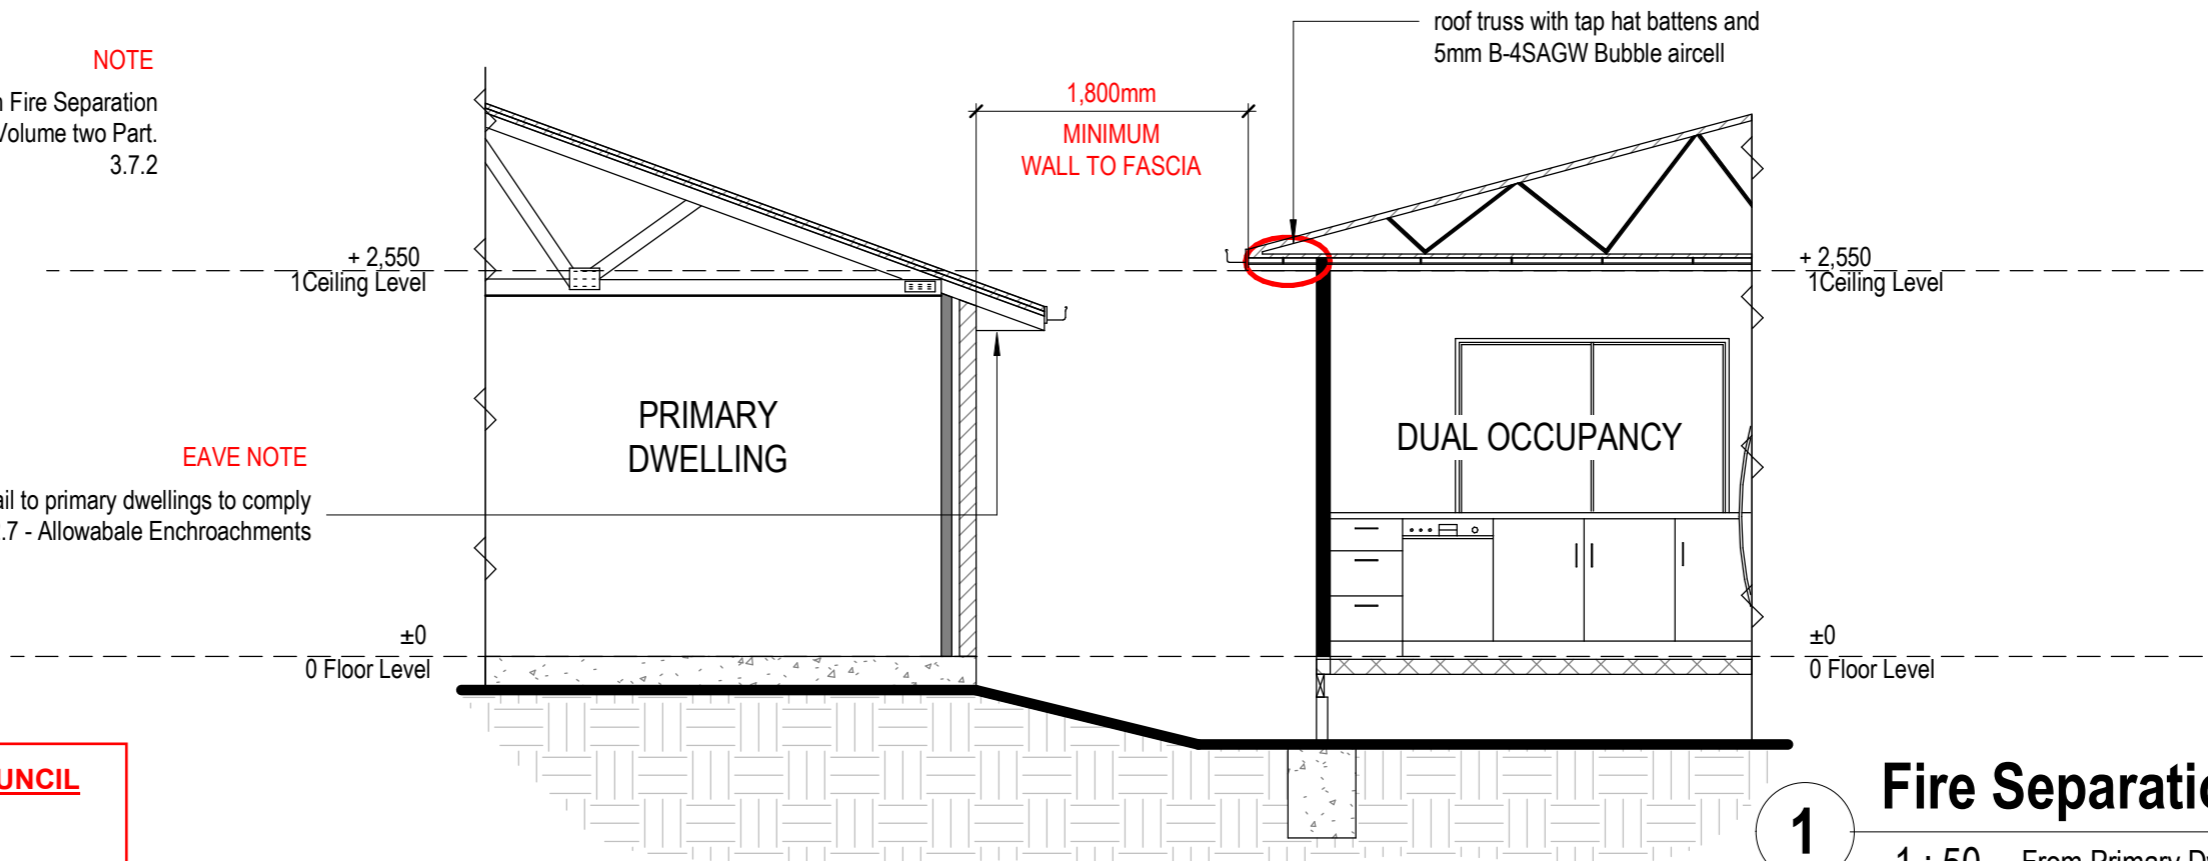 NOTE
Fire Separation
Volume two Part.
3.7.2
1,800mm
MINIMUM
WALL TO FASCIA
roof truss with tap hat battens and
5mm B-4SAGW Bubble aircell
+ 2,550
1Ceiling Level
+ 2,550
1Ceiling Level
PRIMARY
DWELLING
DUAL OCCUPANCY
EAVE NOTE
to primary dwellings to comply
.7 - Allowabale Enchroachments
±0
0 Floor Level
±0
0 Floor Level
UNCIL
1
Fire Separatio
1 : 50 From Primary D